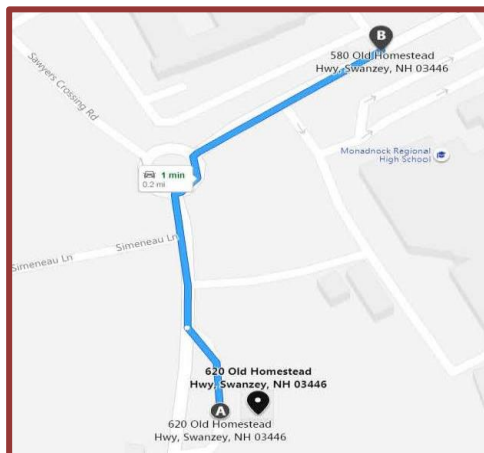 B
580 Old Homestead
Hwy, Swanzey, NH 03446
Sawyers Crossing Rd
Monadnock Regional
High School
1 min
0.2 mi
Simeneau Ln
Simeneau Ln
620 Old Homestead
Hwy, Swanzey, NH 03446
A
620 Old Homestead
Hwy, Swanzey, NH 03446